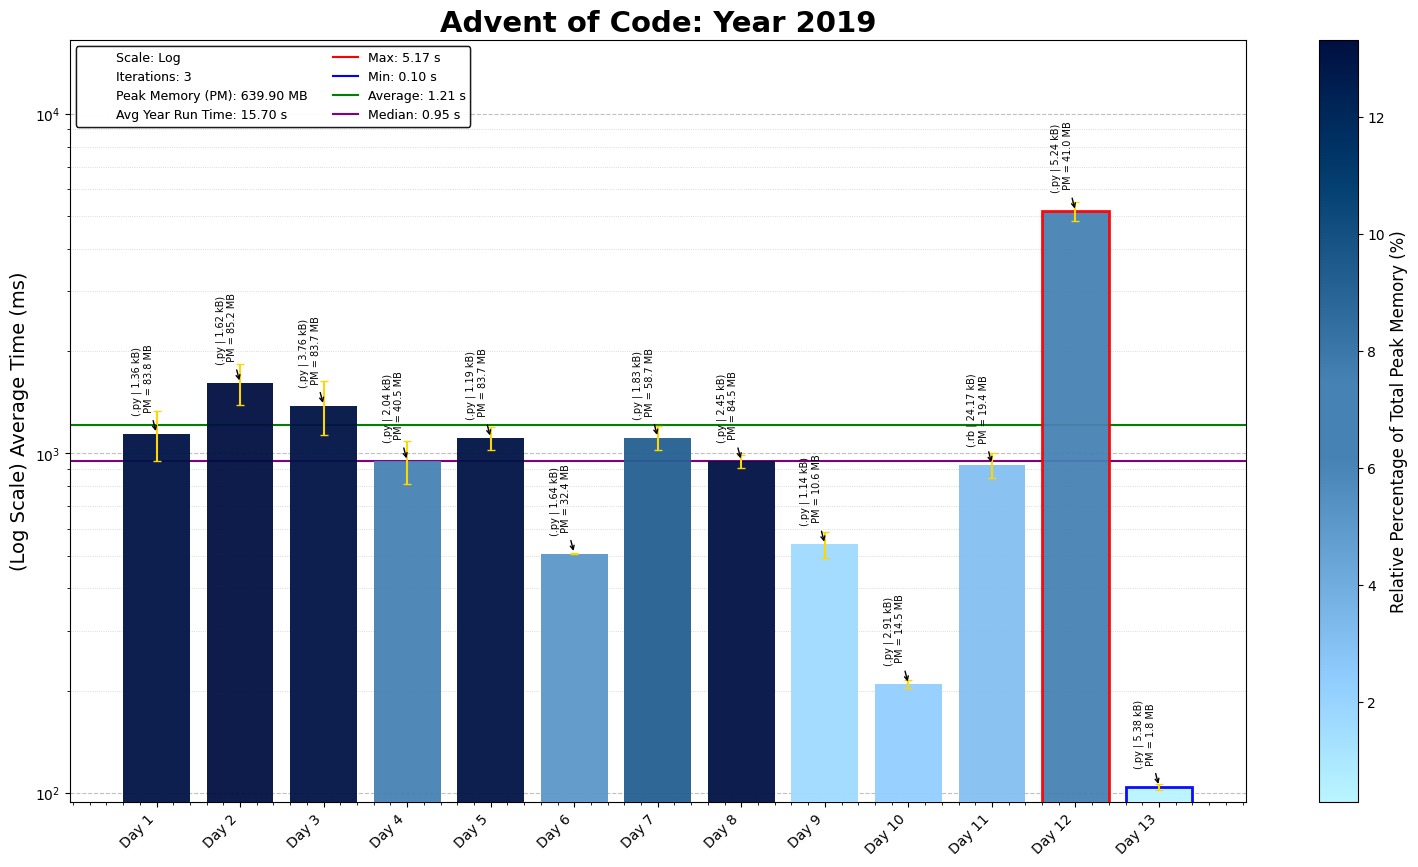 Advent of Code: Year 2019
Scale: Log
Iterations: 3
Peak Memory (PM): 639.90 MB
Avg Year Run Time: 15.70 s
Max: 5.17 s
Min: 0.10 s
Average: 1.21 s
Median: 0.95 s
(Log Scale) Average Time (ms)
10⁴
10³
10²
(.py | 1.36 kB)
PM = 83.8 MB
(.py | 1.62 kB)
PM = 85.2 MB
(.py | 3.76 kB)
PM = 83.7 MB
(.py | 2.04 kB)
PM = 40.5 MB
(.py | 1.19 kB)
PM = 83.7 MB
(.py | 1.64 kB)
PM = 32.4 MB
(.py | 1.83 kB)
PM = 58.7 MB
(.py | 2.45 kB)
PM = 84.5 MB
(.py | 1.14 kB)
PM = 10.6 MB
(.py | 2.91 kB)
PM = 14.5 MB
(.rb | 24.17 kB)
PM = 19.4 MB
(.py | 5.24 kB)
PM = 41.0 MB
(.py | 5.38 kB)
PM = 1.8 MB
Day 1
Day 2
Day 3
Day 4
Day 5
Day 6
Day 7
Day 8
Day 9
Day 10
Day 11
Day 12
Day 13
12
10
8
6
4
2
Relative Percentage of Total Peak Memory (%)